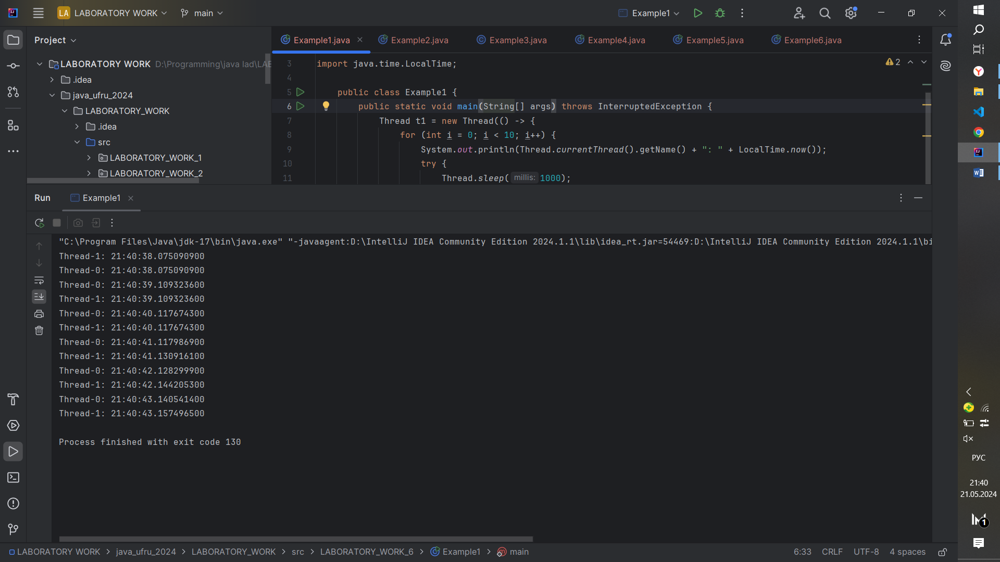 LA LABORATORY WORK main Example1
Project
Example1.java Example2.java Example3.java Example4.java Example5.java Example6.java
LABORATORY WORK D:\Programming\java lad\LAB
.idea
java_ufru_2024
LABORATORY_WORK
.idea
src
LABORATORY_WORK_1
LABORATORY_WORK_2
2
3 import java.time.LocalTime;
4
5 public class Example1 {
6 public static void main(String[] args) throws InterruptedException {
7 Thread t1 = new Thread(() -> {
8 for (int i = 0; i < 10; i++) {
9 System.out.println(Thread.currentThread().getName() + ": " + LocalTime.now());
10 try {
11 Thread.sleep( millis: 1000);
Run Example1
"C:\Program Files\Java\jdk-17\bin\java.exe" "-javaagent:D:\IntelliJ IDEA Community Edition 2024.1.1\lib\idea_rt.jar=54469:D:\IntelliJ IDEA Community Edition 2024.1.1\bi
Thread-1: 21:40:38.075090900
Thread-0: 21:40:38.075090900
Thread-0: 21:40:39.109323600
Thread-1: 21:40:39.109323600
Thread-0: 21:40:40.117674300
Thread-1: 21:40:40.117674300
Thread-0: 21:40:41.117986900
Thread-1: 21:40:41.130916100
Thread-0: 21:40:42.128299900
Thread-1: 21:40:42.144205300
Thread-0: 21:40:43.140541400
Thread-1: 21:40:43.157496500
Process finished with exit code 130
LABORATORY WORK > java_ufru_2024 > LABORATORY_WORK > src > LABORATORY_WORK_6 > Example1 > main
6:33 CRLF UTF-8 4 spaces
РУС
21:40
21.05.2024
1